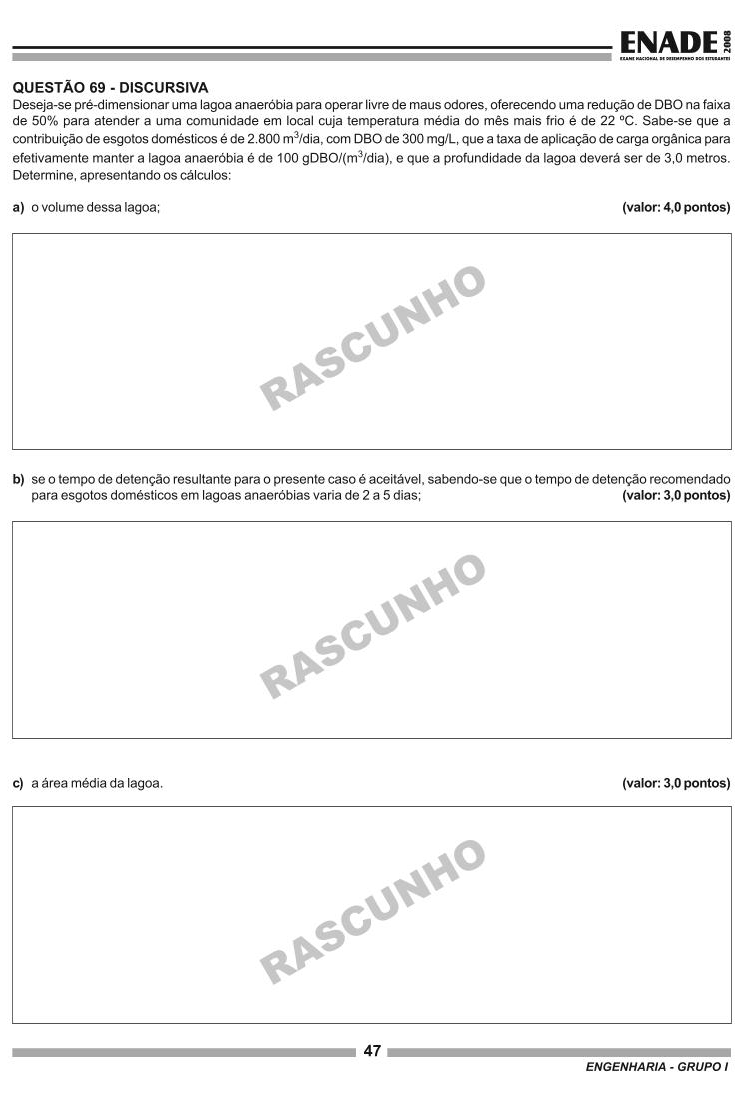 ENADE 2008
EXAME NACIONAL DE DESEMPENHO DOS ESTUDANTES
QUESTÃO 69 - DISCURSIVA
Deseja-se pré-dimensionar uma lagoa anaeróbia para operar livre de maus odores, oferecendo uma redução de DBO na faixa
de 50% para atender a uma comunidade em local cuja temperatura média do mês mais frio é de 22 ºC. Sabe-se que a
contribuição de esgotos domésticos é de 2.800 m³/dia, com DBO de 300 mg/L, que a taxa de aplicação de carga orgânica para
efetivamente manter a lagoa anaeróbia é de 100 gDBO/(m³/dia), e que a profundidade da lagoa deverá ser de 3,0 metros.
Determine, apresentando os cálculos:
a) o volume dessa lagoa; (valor: 4,0 pontos)
RASCUNHO
b) se o tempo de detenção resultante para o presente caso é aceitável, sabendo-se que o tempo de detenção recomendado
para esgotos domésticos em lagoas anaeróbias varia de 2 a 5 dias; (valor: 3,0 pontos)
RASCUNHO
c) a área média da lagoa. (valor: 3,0 pontos)
RASCUNHO
47
ENGENHARIA - GRUPO I